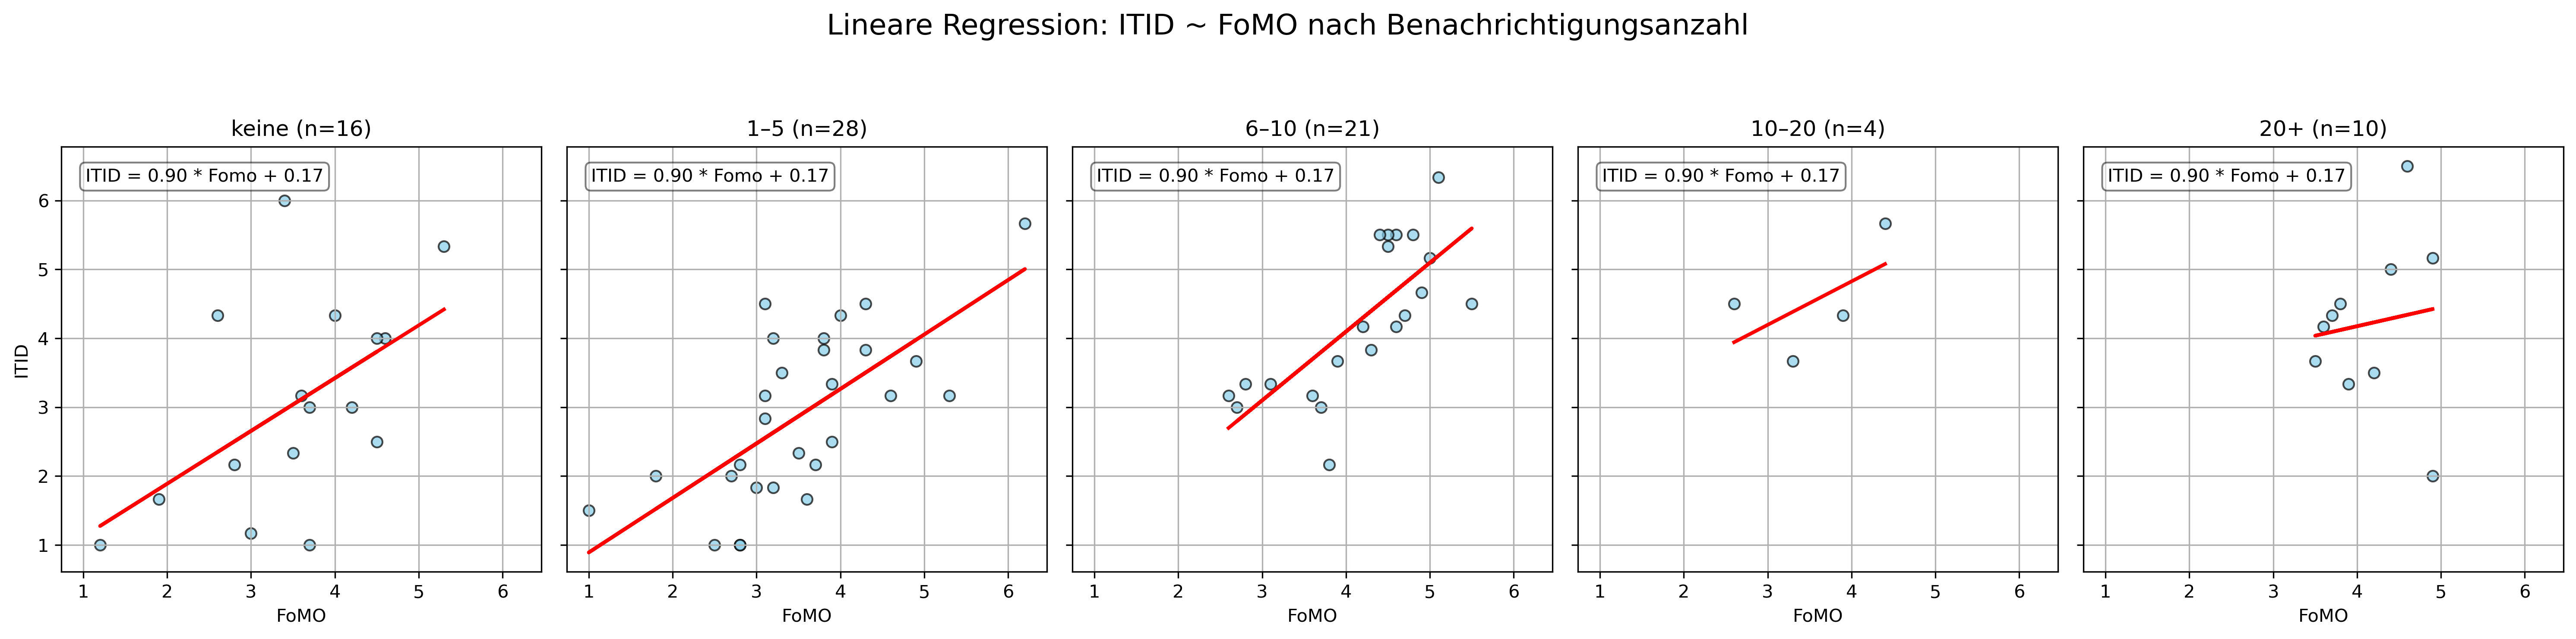 Lineare Regression: ITID ~ FoMO nach Benachrichtigungsanzahl
keine (n=16)
ITID = 0.90 * Fomo + 0.17
ITID
6
5
4
3
2
1
1 2 3 4 5 6
FoMO
1–5 (n=28)
ITID = 0.90 * Fomo + 0.17
1 2 3 4 5 6
FoMO
6–10 (n=21)
ITID = 0.90 * Fomo + 0.17
1 2 3 4 5 6
FoMO
10–20 (n=4)
ITID = 0.90 * Fomo + 0.17
1 2 3 4 5 6
FoMO
20+ (n=10)
ITID = 0.90 * Fomo + 0.17
1 2 3 4 5 6
FoMO